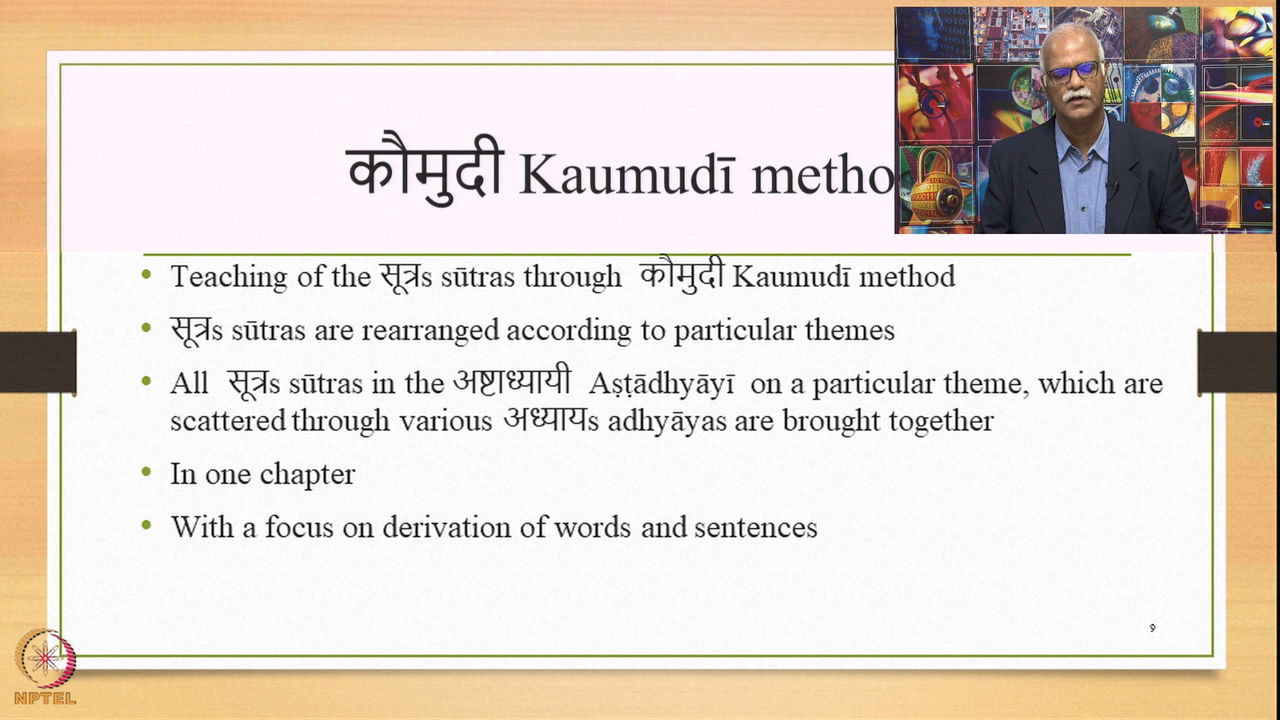 कौमुदी Kaumudī metho
• Teaching of the सूत्रs sūtras through कौमुदी Kaumudī method
• सूत्रs sūtras are rearranged according to particular themes
• All सूत्रs sūtras in the अष्टाध्यायी Aṣṭādhyāyī on a particular theme, which are
scattered through various अध्यायs adhyāyas are brought together
• In one chapter
• With a focus on derivation of words and sentences
९
NPTEL